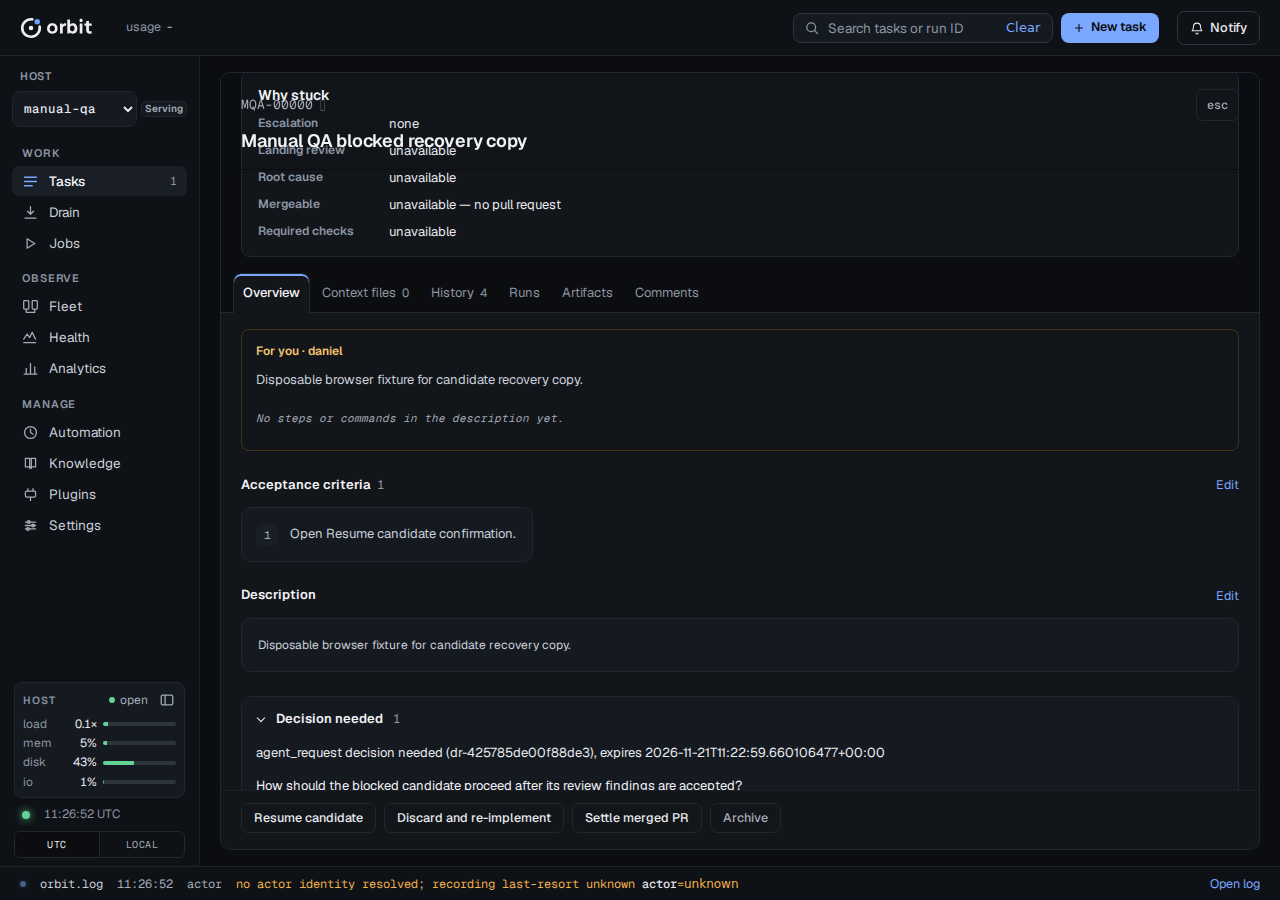 orbit
usage –
Search tasks or run ID
Clear
+ New task
Notify
HOST
manual-qa
Serving
WORK
Tasks 1
Drain
Jobs
OBSERVE
Fleet
Health
Analytics
MANAGE
Automation
Knowledge
Plugins
Settings
HOST open
load 0.1×
mem 5%
disk 43%
io 1%
11:26:52 UTC
UTC LOCAL
Why stuck
MQA-00000
esc
Escalation none
Manual QA blocked recovery copy
Landing review unavailable
Root cause unavailable
Mergeable unavailable — no pull request
Required checks unavailable
Overview Context files 0 History 4 Runs Artifacts Comments
For you · daniel
Disposable browser fixture for candidate recovery copy.
No steps or commands in the description yet.
Acceptance criteria 1 Edit
1 Open Resume candidate confirmation.
Description Edit
Disposable browser fixture for candidate recovery copy.
Decision needed 1
agent_request decision needed (dr-425785de00f88de3), expires 2026-11-21T11:22:59.660106477+00:00
How should the blocked candidate proceed after its review findings are accepted?
Resume candidate Discard and re-implement Settle merged PR Archive
orbit.log 11:26:52 actor no actor identity resolved; recording last-resort unknown actor=unknown Open log